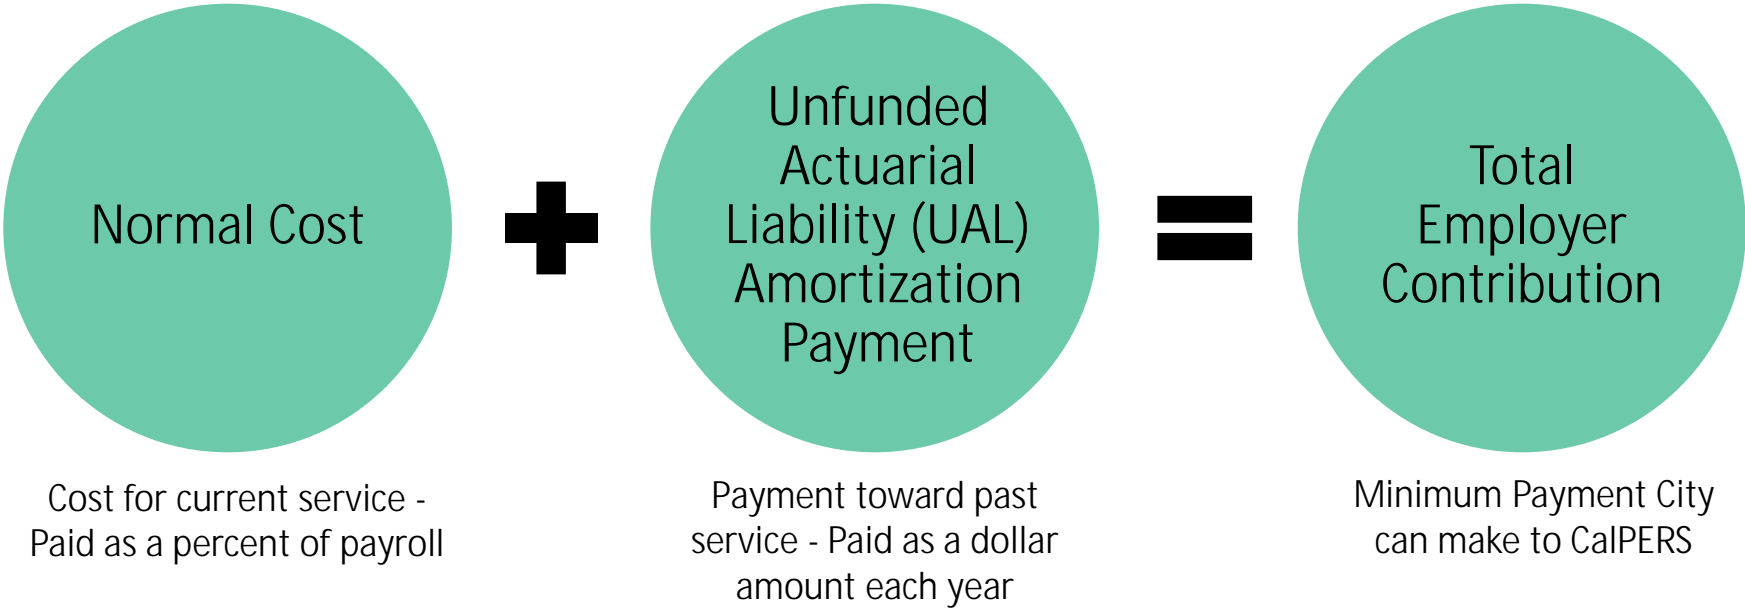 Normal Cost
Unfunded
Actuarial
Liability (UAL)
Amortization
Payment
Total
Employer
Contribution
Cost for current service -
Paid as a percent of payroll
Payment toward past
service - Paid as a dollar
amount each year
Minimum Payment City
can make to CalPERS